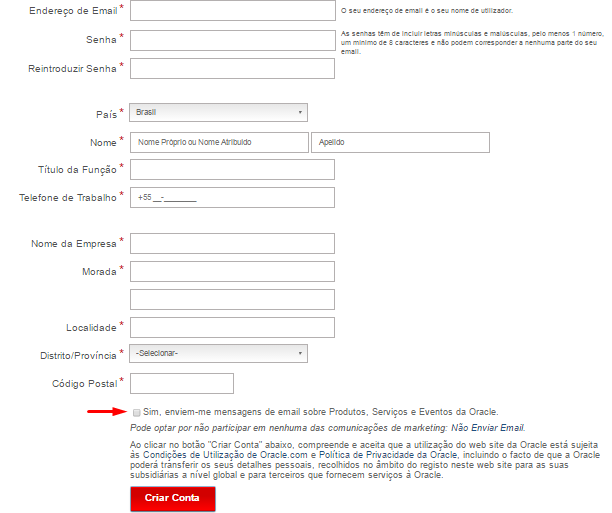 Endereço de Email * O seu endereço de email é o seu nome de utilizador.
Senha * As senhas têm de incluir letras minúsculas e maiúsculas, pelo menos 1 número,
um mínimo de 8 caracteres e não podem corresponder a nenhuma parte do seu
email.
Reintroduzir Senha *
País * Brasil
Nome * Nome Próprio ou Nome Atribuído Apelido
Título da Função *
Telefone de Trabalho * +55 __-________
Nome da Empresa *
Morada *
Localidade *
Distrito/Província * -Selecionar-
Código Postal *
Sim, enviem-me mensagens de email sobre Produtos, Serviços e Eventos da Oracle.
Pode optar por não participar em nenhuma das comunicações de marketing: Não Enviar Email.
Ao clicar no botão "Criar Conta" abaixo, compreende e aceita que a utilização do web site da Oracle está sujeita
às Condições de Utilização de Oracle.com e Política de Privacidade da Oracle, incluindo o facto de que a Oracle
poderá transferir os seus detalhes pessoais, recolhidos no âmbito do registo neste web site para as suas
subsidiárias a nível global e para terceiros que fornecem serviços à Oracle.
Criar Conta